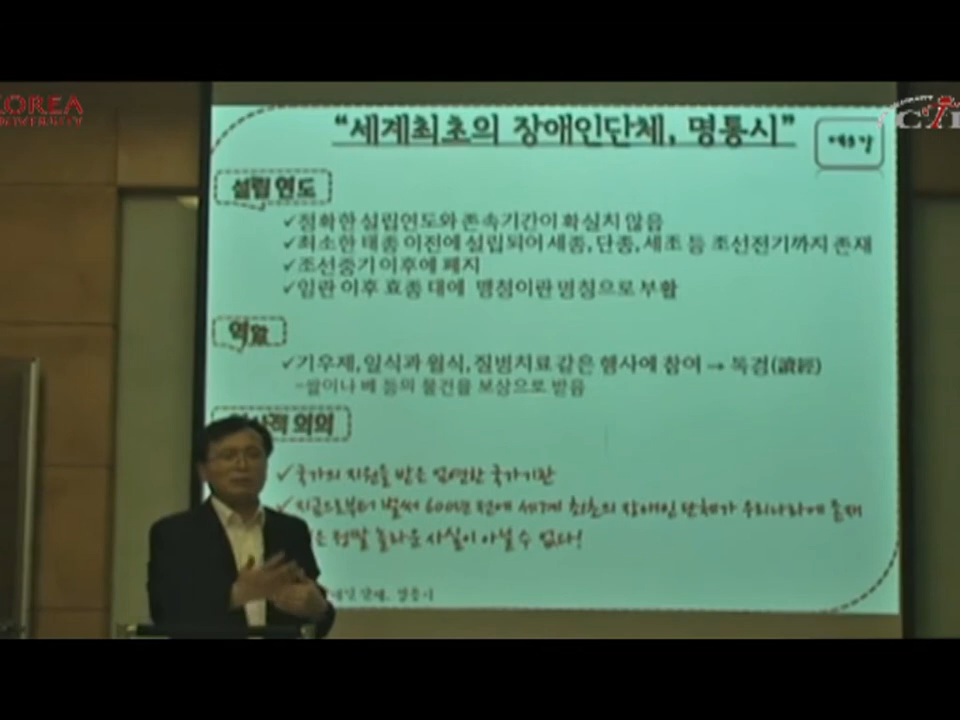 KOREA
UNIVERSITY
"세계최초의 장애인단체, 명통시"
제8강
설립 연도
✓정확한 설립연도와 존속기간이 확실치 않음
✓최소한 태종 이전에 설립되어 세종, 단종, 세조 등 조선전기까지 존재
✓조선중기 이후에 폐지
✓임란 이후 효종 대에 맹청이란 명칭으로 부활
역할
✓기우제, 일식과 월식, 질병치료 같은 행사에 참여 → 독경(讀經)
-쌀이나 베 등의 물건을 보상으로 받음
적 의의
✓국가의 지원을 받은 엄연한 국가기관
✓지금으로부터 벌써 600년 전에 세계 최초의 장애인 단체가 우리나라에 존재
은 정말 놀라운 사실이 아닐 수 없다!